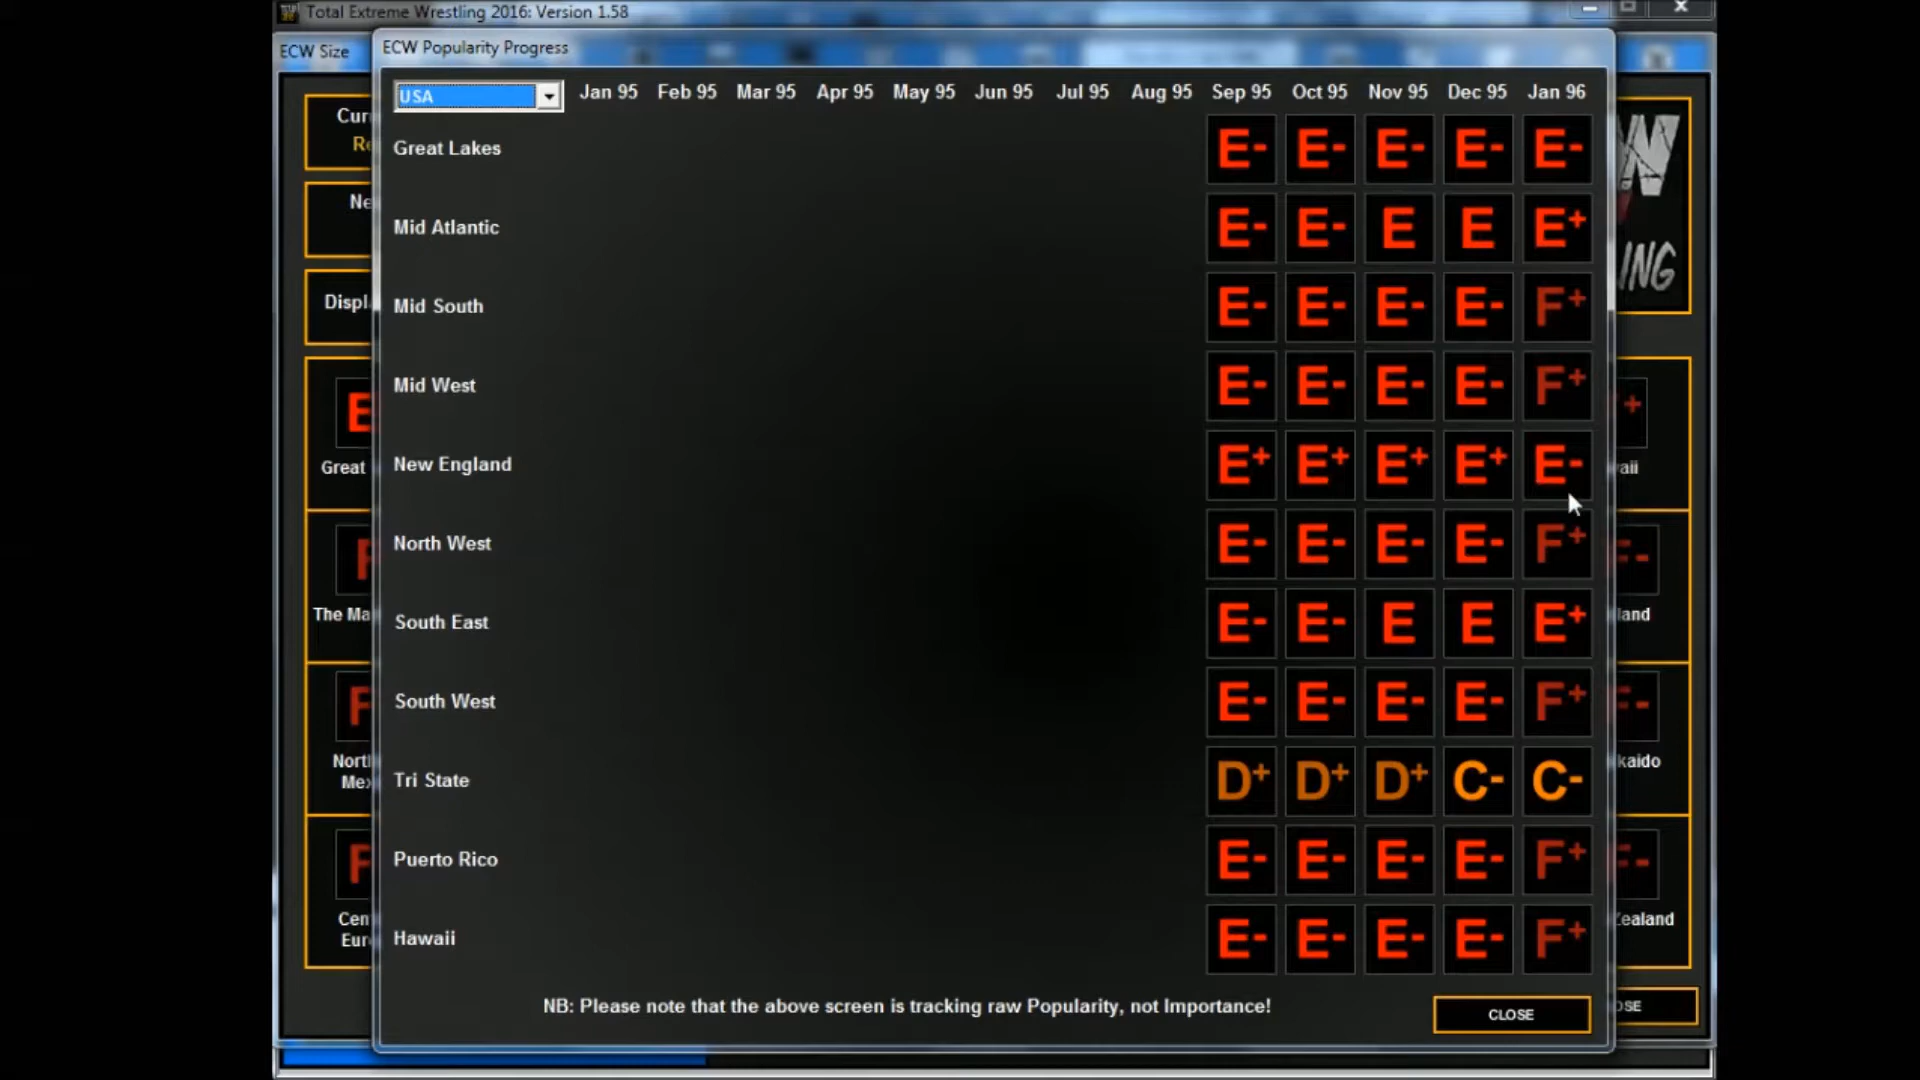 Total Extreme Wrestling 2016: Version 1.58
ECW Size
ECW Popularity Progress
USA Jan 95 Feb 95 Mar 95 Apr 95 May 95 Jun 95 Jul 95 Aug 95 Sep 95 Oct 95 Nov 95 Dec 95 Jan 96
Great Lakes E- E- E- E- E-
Mid Atlantic E- E- E E E+
Mid South E- E- E- E- F+
Mid West E- E- E- E- F+
New England E+ E+ E+ E+ E-
North West E- E- E- E- F+
South East E- E- E E E+
South West E- E- E- E- F+
Tri State D+ D+ D+ C- C-
Puerto Rico E- E- E- E- F+
Hawaii E- E- E- E- F+
NB: Please note that the above screen is tracking raw Popularity, not Importance!
CLOSE
Great
The Ma